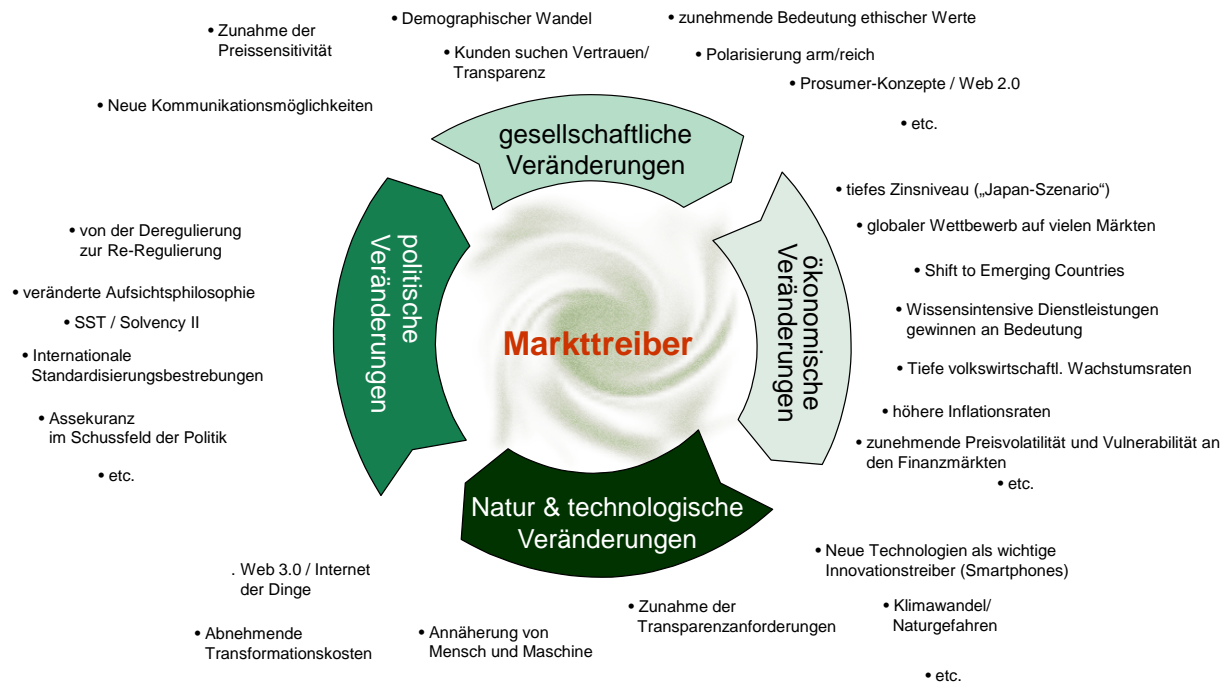 • Zunahme der
Preissensitivität
• Demographischer Wandel
• Kunden suchen Vertrauen/
Transparenz
• zunehmende Bedeutung ethischer Werte
• Polarisierung arm/reich
• Prosumer-Konzepte / Web 2.0
• etc.
• Neue Kommunikationsmöglichkeiten
gesellschaftliche
Veränderungen
• tiefes Zinsniveau („Japan-Szenario“)
• globaler Wettbewerb auf vielen Märkten
• Shift to Emerging Countries
• Wissensintensive Dienstleistungen
gewinnen an Bedeutung
• Tiefe volkswirtschaftl. Wachstumsraten
• höhere Inflationsraten
• zunehmende Preisvolatilität und Vulnerabilität an
den Finanzmärkten
• etc.
ökonomische
Veränderungen
• von der Deregulierung
zur Re-Regulierung
• veränderte Aufsichtsphilosophie
• SST / Solvency II
• Internationale
Standardisierungsbestrebungen
• Assekuranz
im Schussfeld der Politik
• etc.
politische
Veränderungen
Markttreiber
Natur & technologische
Veränderungen
. Web 3.0 / Internet
der Dinge
• Abnehmende
Transformationskosten
• Annäherung von
Mensch und Maschine
• Zunahme der
Transparenzanforderungen
• Neue Technologien als wichtige
Innovationstreiber (Smartphones)
• Klimawandel/
Naturgefahren
• etc.